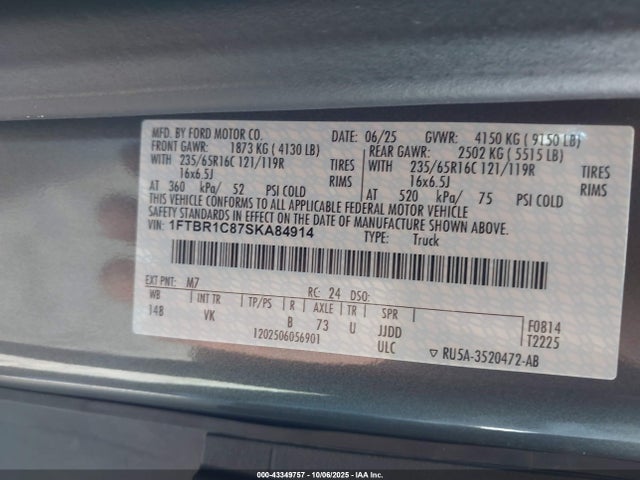 MFD. BY FORD MOTOR CO. DATE: 06/25 GVWR: 4150 KG ( 9150 LB)
FRONT GAWR: 1873 KG ( 4130 LB) REAR GAWR: 2502 KG ( 5515 LB)
WITH 235/65R16C 121/119R TIRES WITH 235/65R16C 121/119R TIRES
16x6.5J RIMS 16x6.5J RIMS
AT 360 kPa/ 52 PSI COLD AT 520 kPa/ 75 PSI COLD
THIS VEHICLE CONFORMS TO ALL APPLICABLE FEDERAL MOTOR VEHICLE
SAFETY STANDARDS IN EFFECT ON THE DATE OF MANUFACTURE SHOWN ABOVE
VIN: 1FTBR1C87SKA84914 TYPE: Truck
EXT PNT: M7 RC: 24 DSO:
WB INT TR TP/PS R AXLE TR SPR F0814
148 VK B 73 U JJDD T2225
1202506056901 ULC ▽ RU5A-3520472-AB
000-43349757 - 10/06/2025 - IAA Inc.